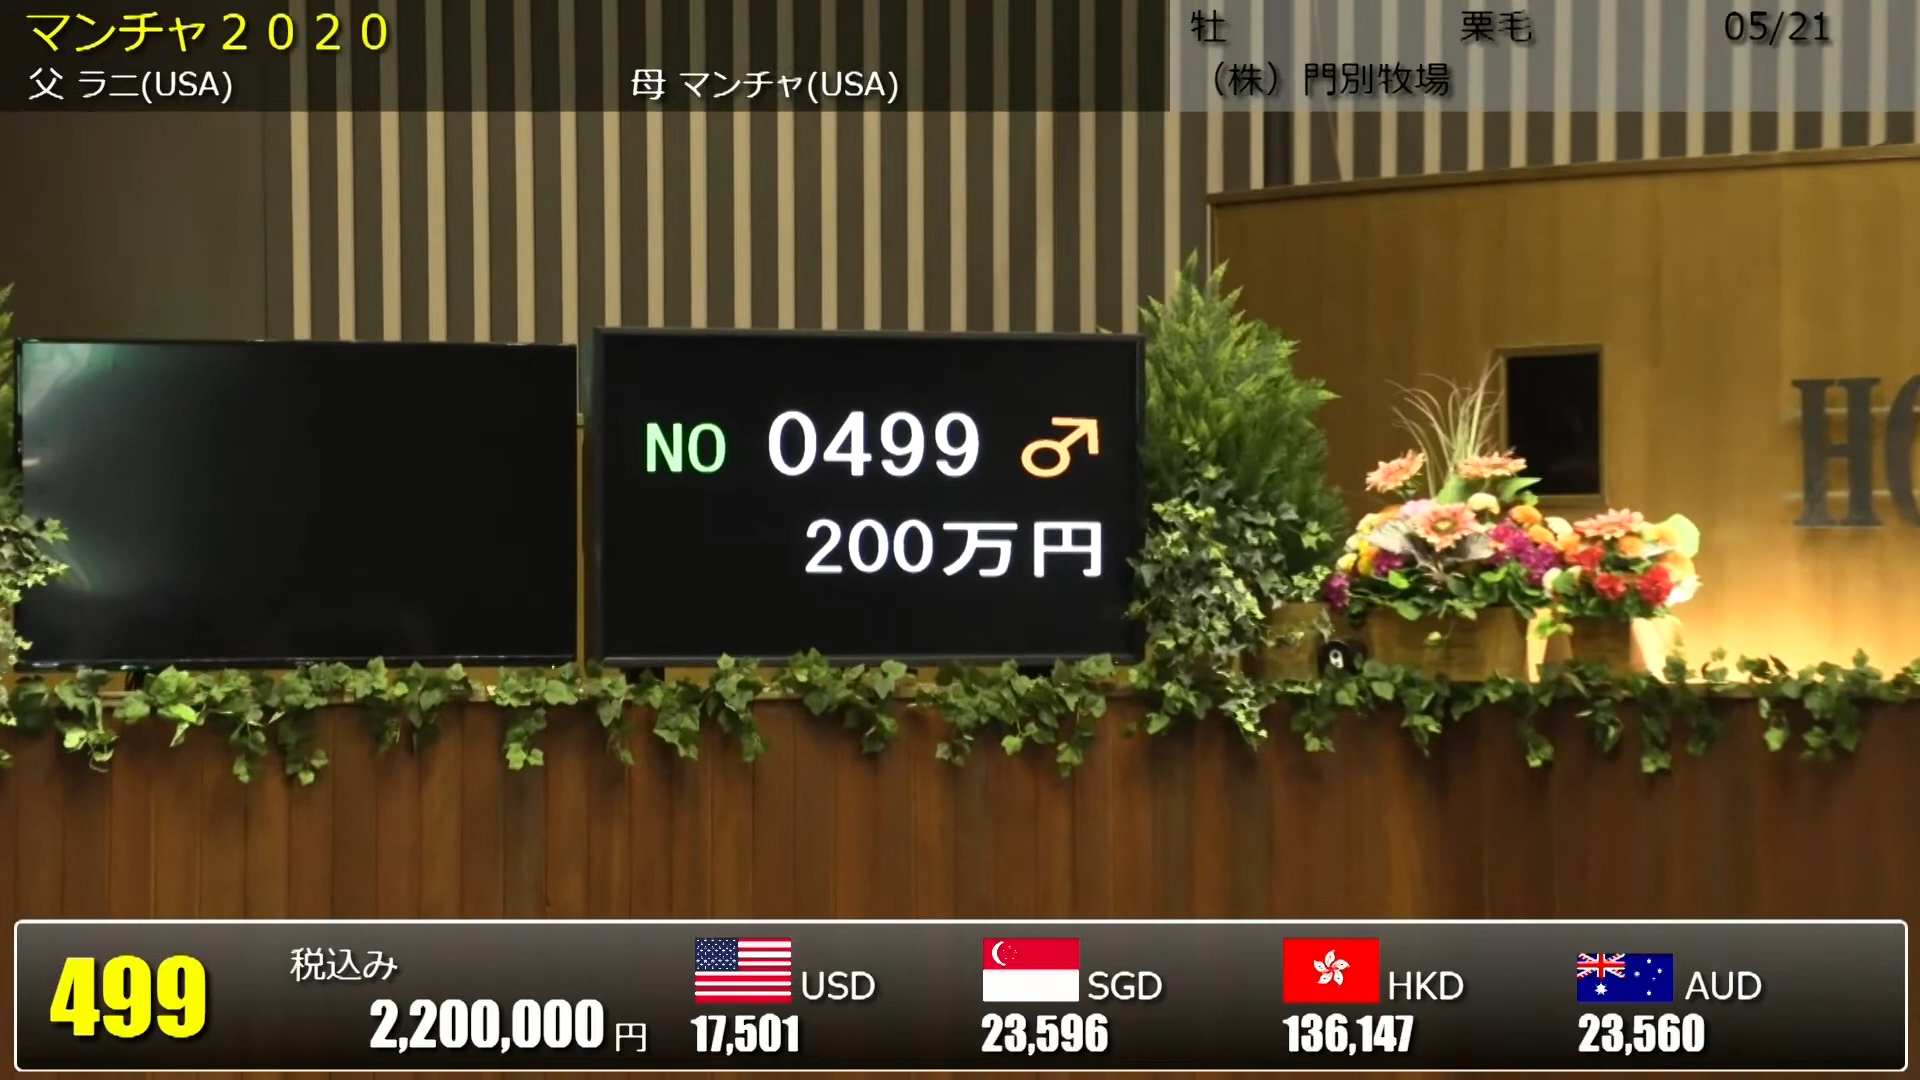 マンチャ２０２０
父 ラニ(USA)
母 マンチャ(USA)
牡 栗毛 05/21
（株）門別牧場
NO 0499 ♂
200万円
499
税込み
2,200,000 円
USD
17,501
SGD
23,596
HKD
136,147
AUD
23,560